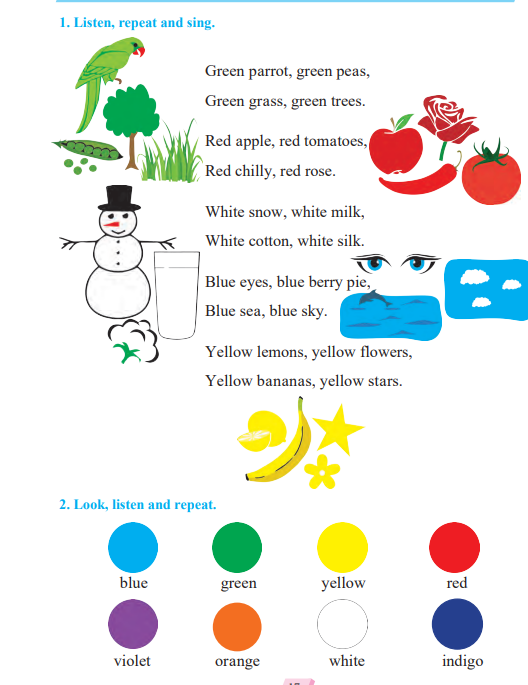 1. Listen, repeat and sing.
Green parrot, green peas,
Green grass, green trees.
Red apple, red tomatoes,
Red chilly, red rose.
White snow, white milk,
White cotton, white silk.
Blue eyes, blue berry pie,
Blue sea, blue sky.
Yellow lemons, yellow flowers,
Yellow bananas, yellow stars.
2. Look, listen and repeat.
blue green yellow red
violet orange white indigo